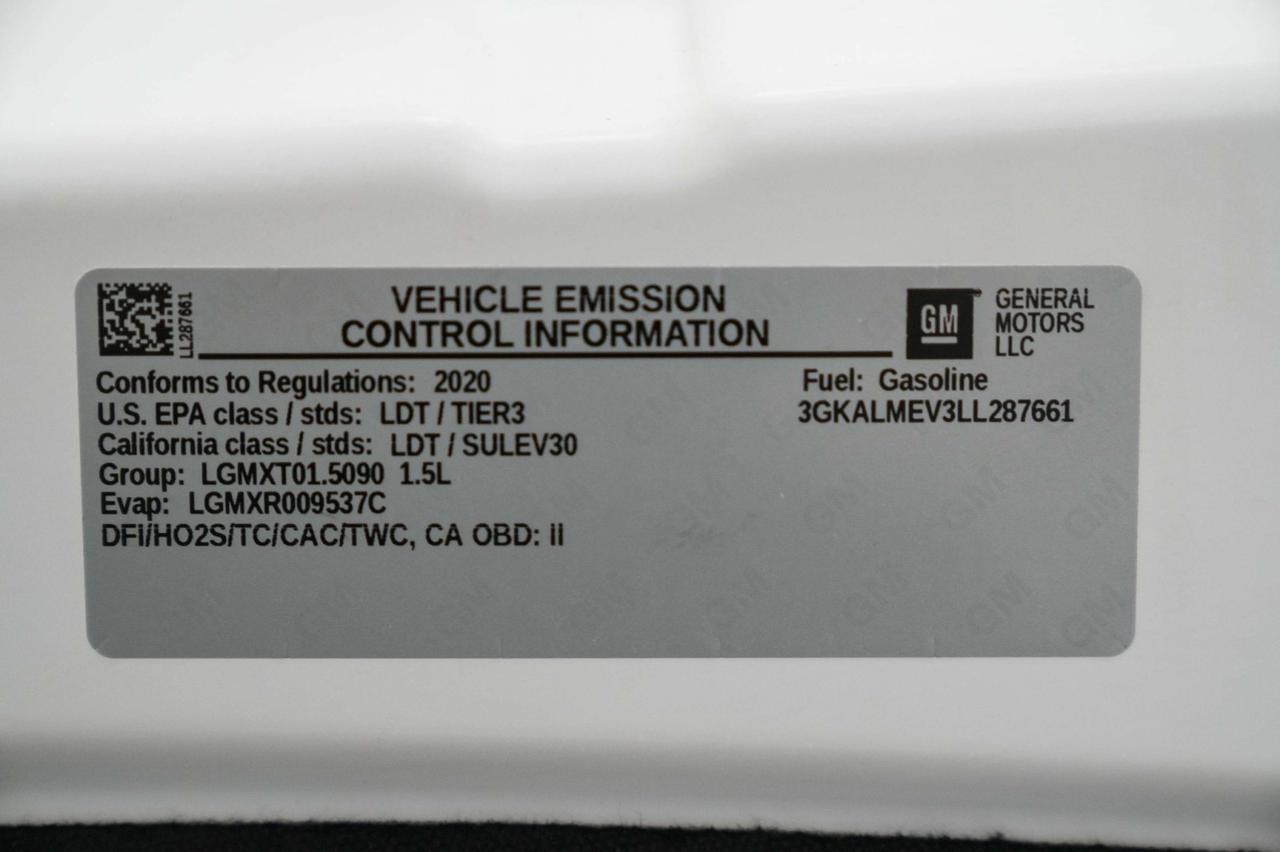 LL287661
VEHICLE EMISSION
CONTROL INFORMATION
GM
GENERAL
MOTORS
LLC
Conforms to Regulations: 2020
Fuel: Gasoline
U.S. EPA class / stds: LDT / TIER3
3GKALMEV3LL287661
California class / stds: LDT / SULEV30
Group: LGMXT01.5090 1.5L
Evap: LGMXR009537C
DFI/HO2S/TC/CAC/TWC, CA OBD: II